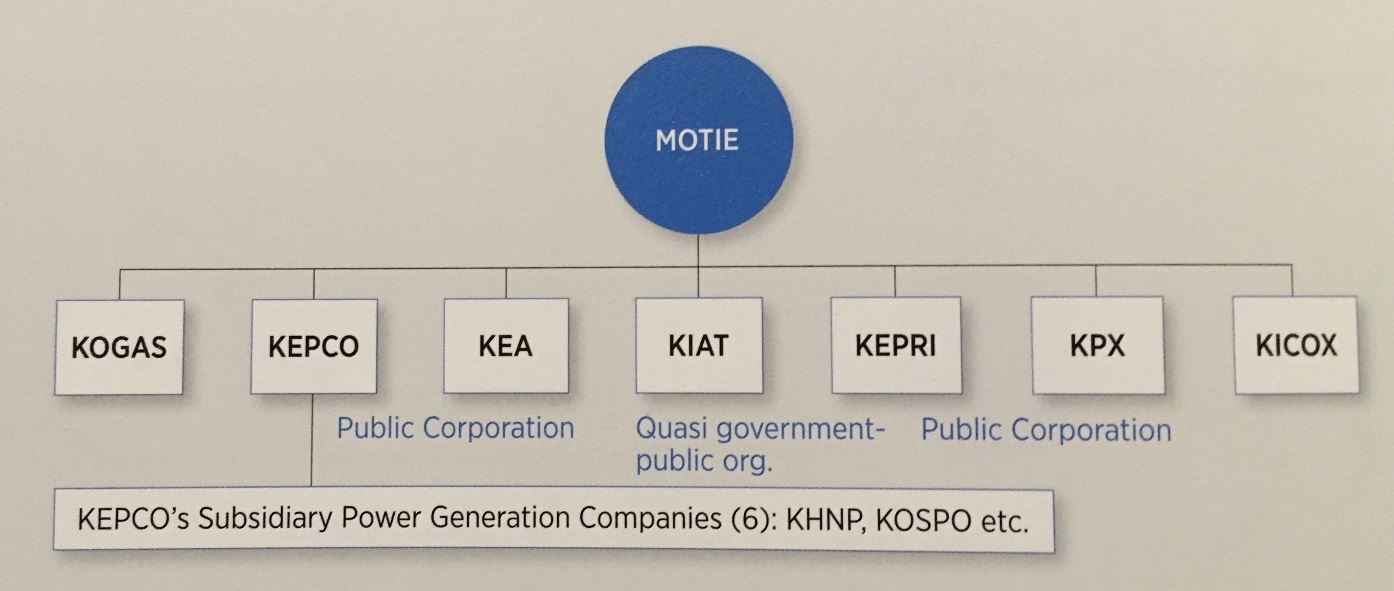 MOTIE
KOGAS
KEPCO
KEA
KIAT
KEPRI
KPX
KICOX
Public Corporation
Quasi government-
public org.
Public Corporation
KEPCO's Subsidiary Power Generation Companies (6): KHNP, KOSPO etc.